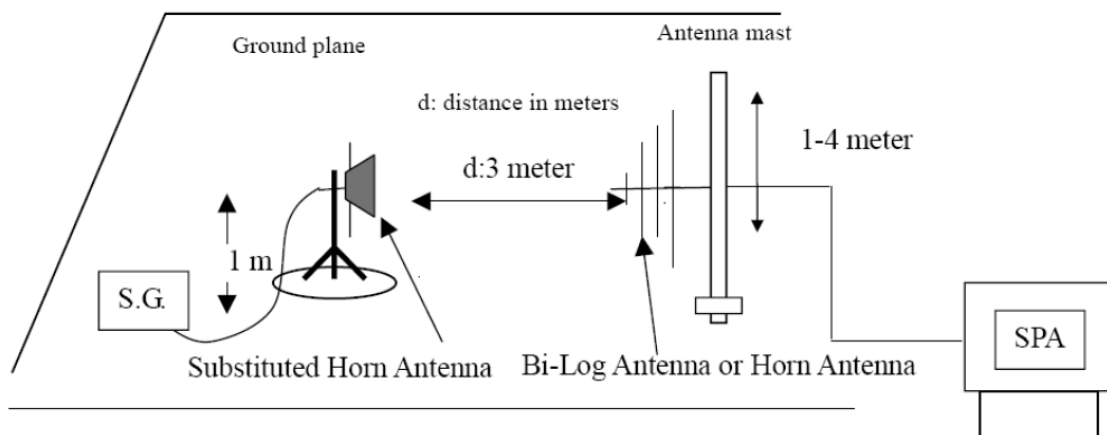 Ground plane
Antenna mast
d: distance in meters
1-4 meter
d:3 meter
1 m
S.G.
SPA
Substituted Horn Antenna
Bi-Log Antenna or Horn Antenna